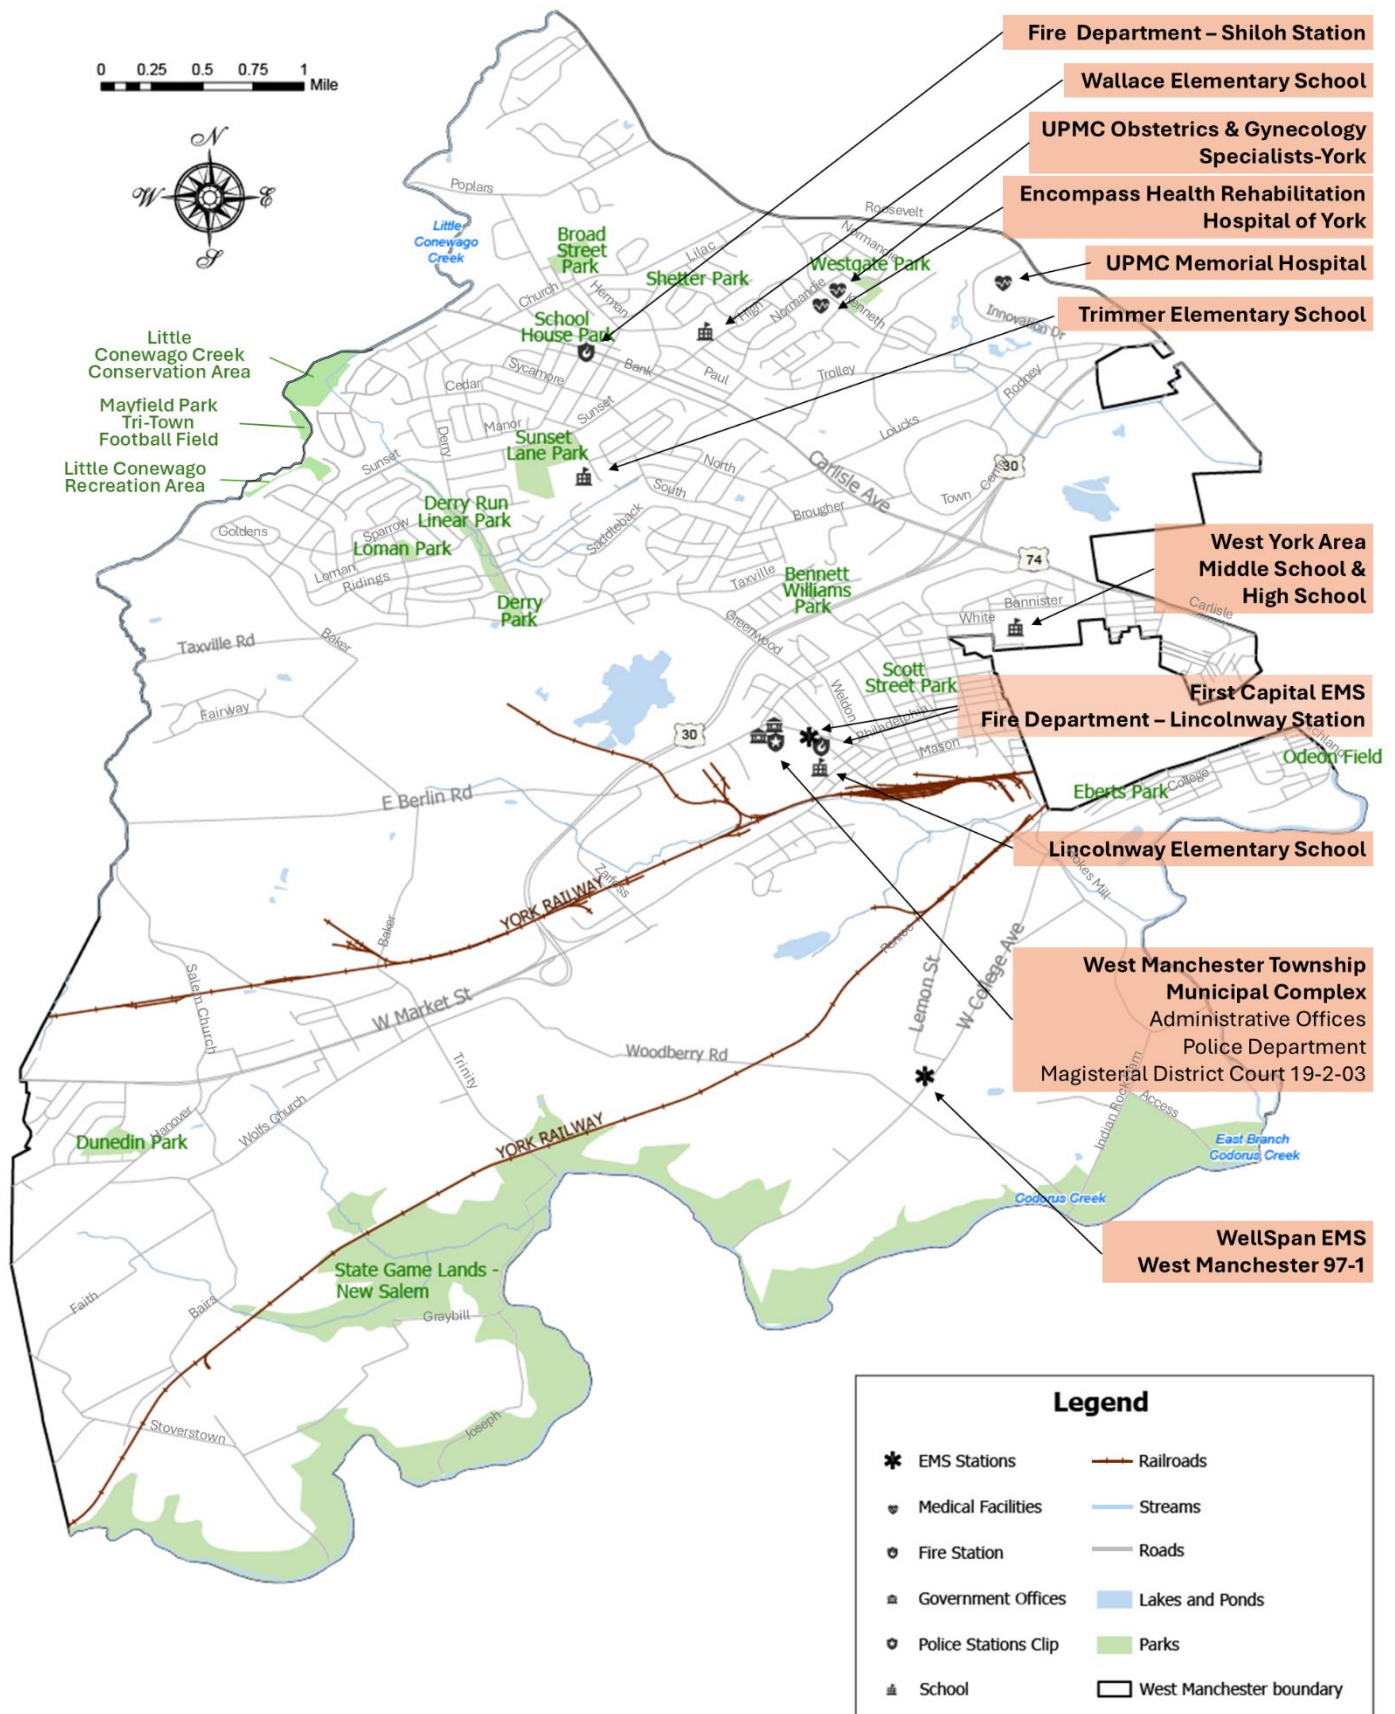 Fire Department – Shiloh Station
Wallace Elementary School
UPMC Obstetrics & Gynecology
Specialists-York
Encompass Health Rehabilitation
Hospital of York
UPMC Memorial Hospital
Trimmer Elementary School
West York Area
Middle School &
High School
First Capital EMS
Fire Department – Lincolnway Station
Lincolnway Elementary School
West Manchester Township
Municipal Complex
Administrative Offices
Police Department
Magisterial District Court 19-2-03
WellSpan EMS
West Manchester 97-1
0 0.25 0.5 0.75 1
Mile
N
W E
S
Poplars
Roosevelt
Little
Conewago
Creek
Broad
Street
Park
Lilac
Normandie
Shetter Park
Westgate Park
Church
Herman
High
Normandie
Kenneth
Innovation Dr
School
House Park
Little
Conewago Creek
Conservation Area
Sycamore
Bank
Paul
Trolley
Rodney
Cedar
Mayfield Park
Tri-Town
Football Field
Sunset
Manor
Derry
Loucks
Sunset
Lane Park
Little Conewago
Recreation Area
Sunset
North
South
Carlisle Ave
30
Town
Derry Run
Linear Park
Brougher
Goldens
Sparrow
Saddleback
Loman Park
Loman
Ridings
Taxville
Bennett
Williams
Park
74
Bannister
White
Carlisle
Derry
Park
Greenwood
Taxville Rd
Baker
Scott
Street Park
Weldon
Fairway
Philadelphia
30
Mason
Odeon Field
Eberts Park
College
E Berlin Rd
Zarfoss
YORK RAILWAY
Baker
Salem Church
W Market St
Lemon St
W College Ave
Woodberry Rd
Trinity
Indian Rock Dam
Access
Hanover
Wolfs Church
Dunedin Park
YORK RAILWAY
East Branch
Codorus Creek
Codorus Creek
State Game Lands -
New Salem
Faith
Bairs
Graybill
Stoverstown
Joseph
Legend
EMS Stations
Medical Facilities
Fire Station
Government Offices
Police Stations Clip
School
Railroads
Streams
Roads
Lakes and Ponds
Parks
West Manchester boundary